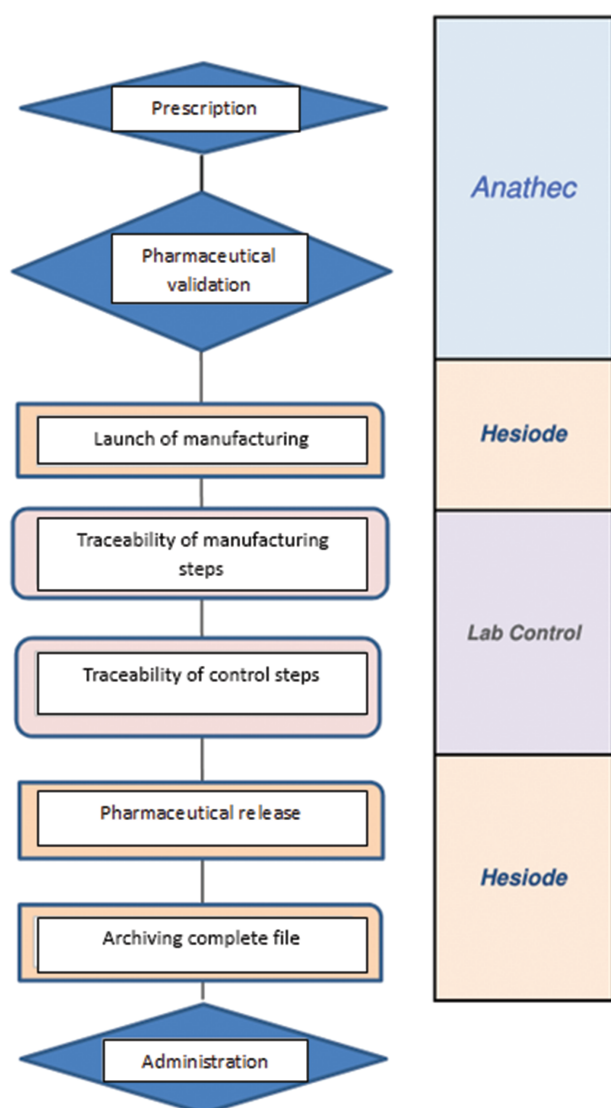 Prescription
Anathec
Pharmaceutical
validation
Launch of manufacturing
Hesiode
Traceability of manufacturing
steps
Lab Control
Traceability of control steps
Pharmaceutical release
Hesiode
Archiving complete file
Administration